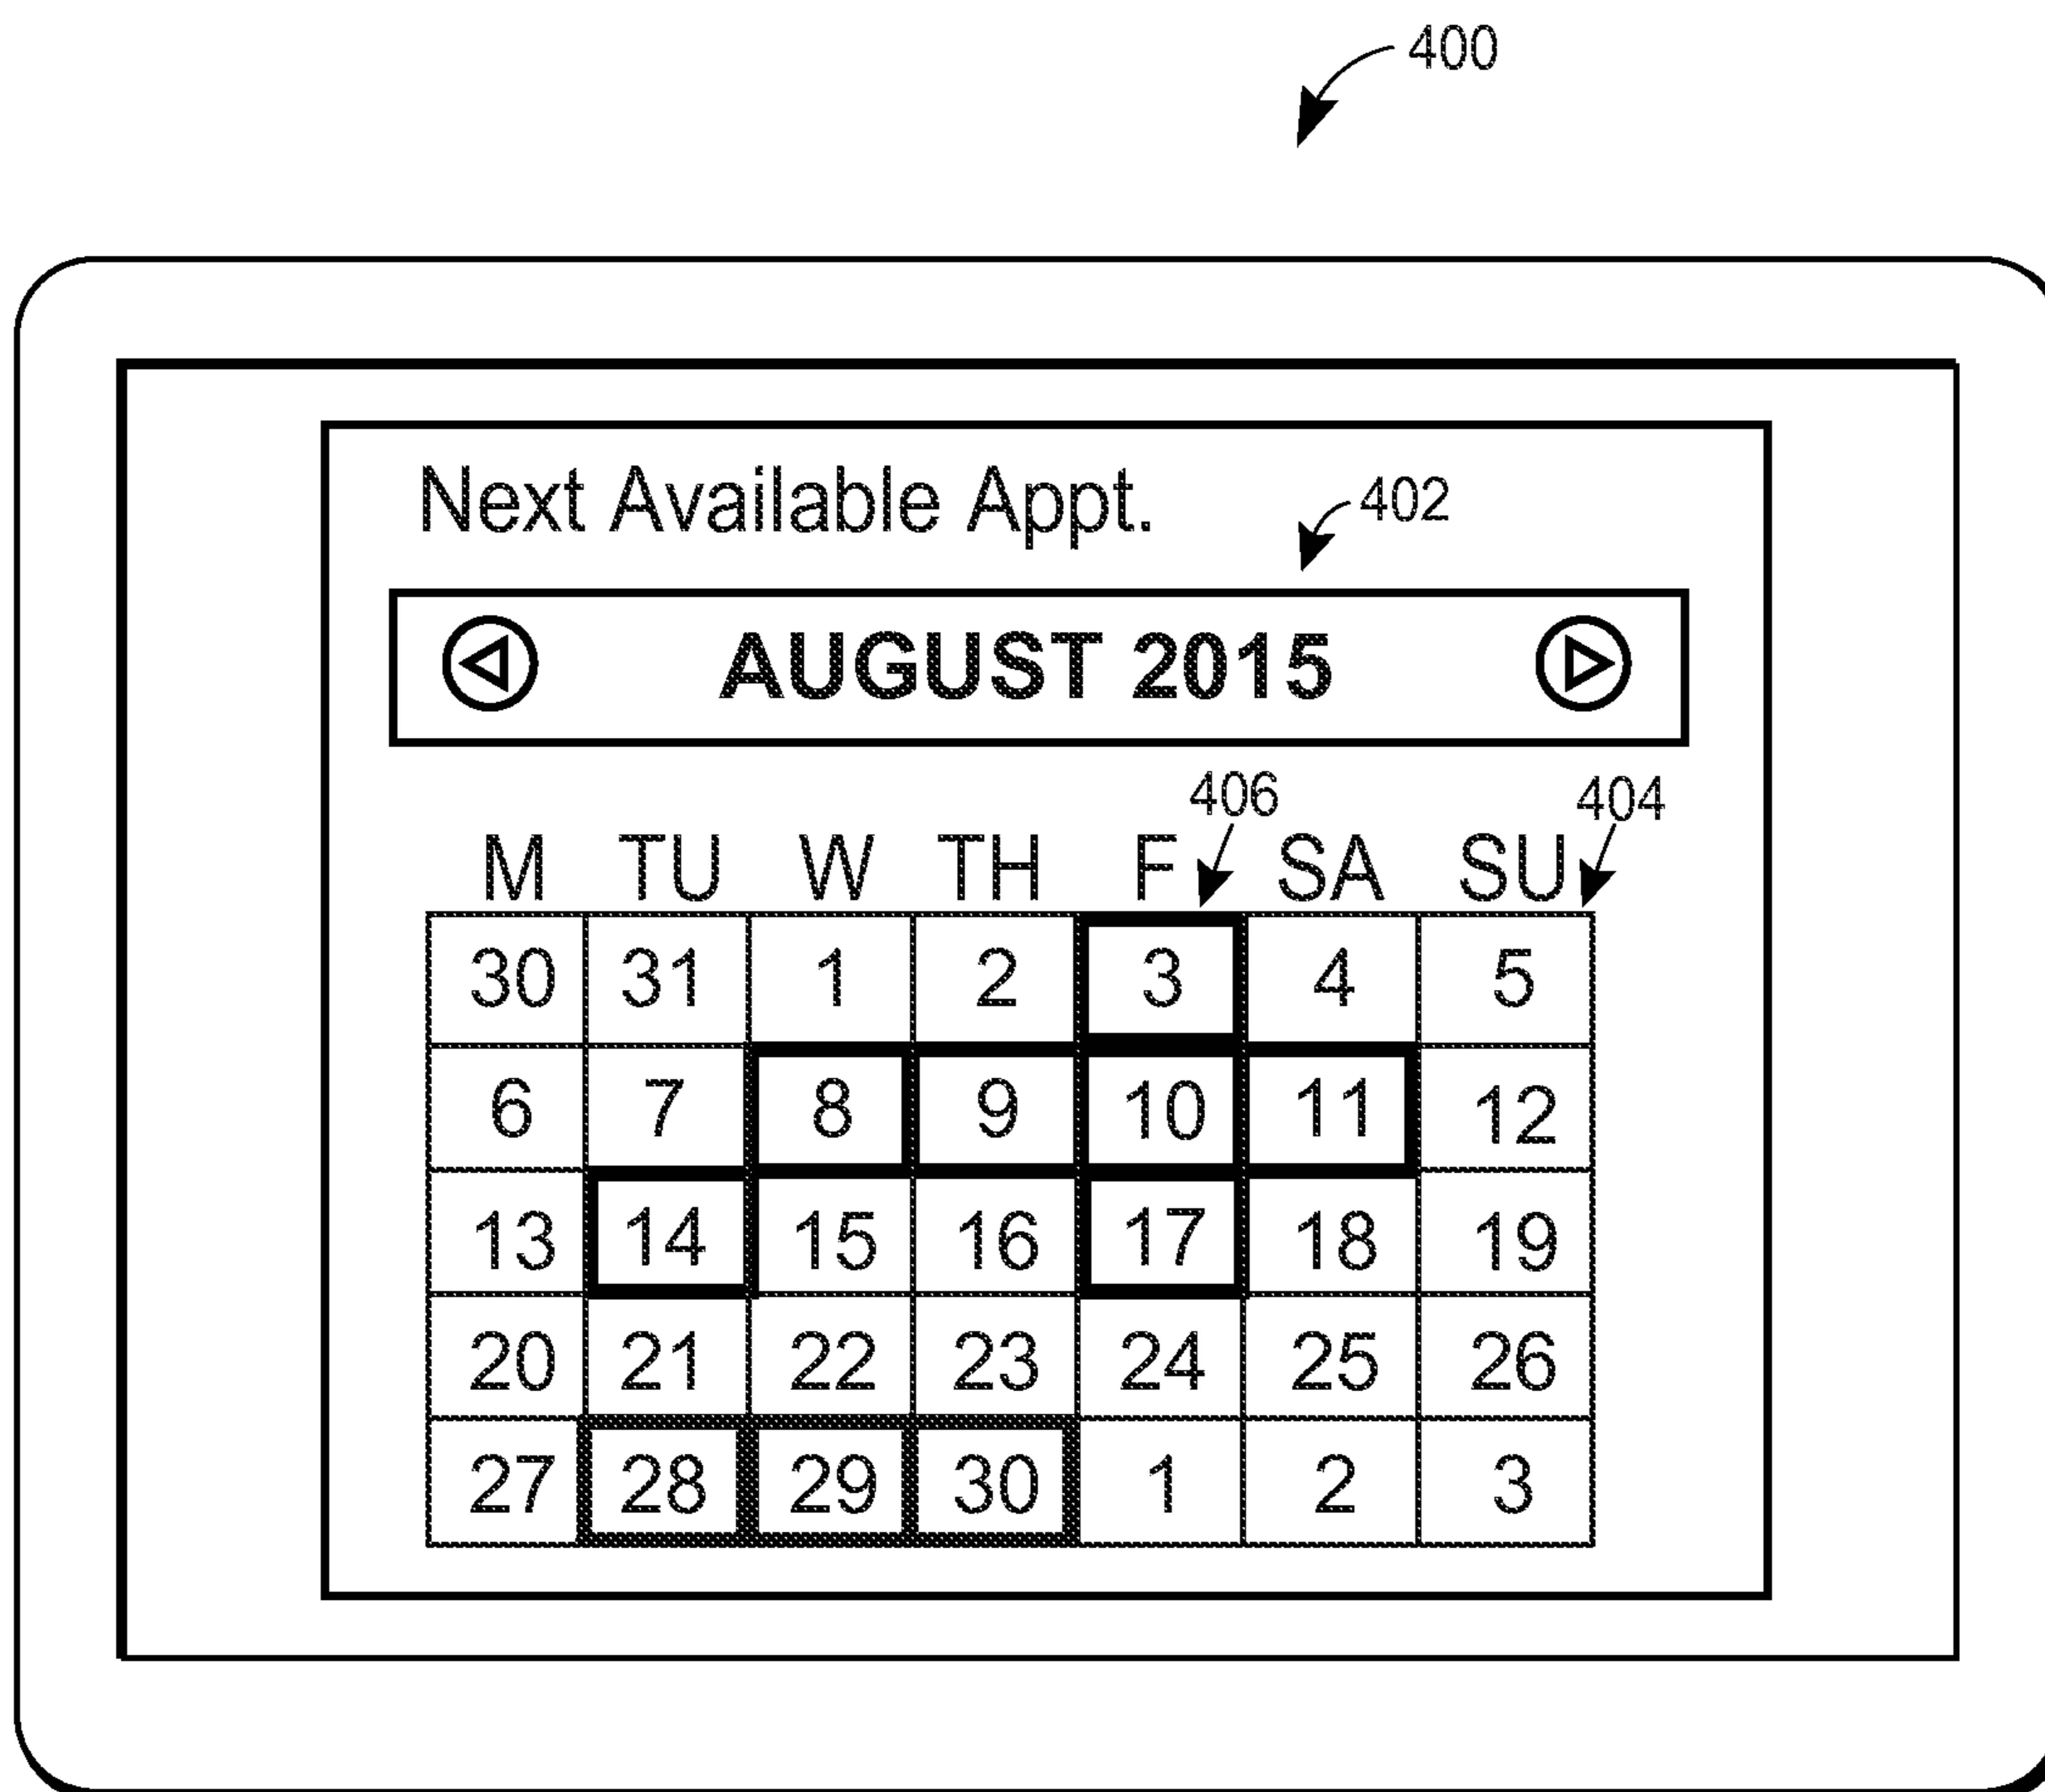 400
Next Available Appt.
402
AUGUST 2015
406
404
M TU W TH F SA SU
30 31 1 2 3 4 5
6 7 8 9 10 11 12
13 14 15 16 17 18 19
20 21 22 23 24 25 26
27 28 29 30 1 2 3